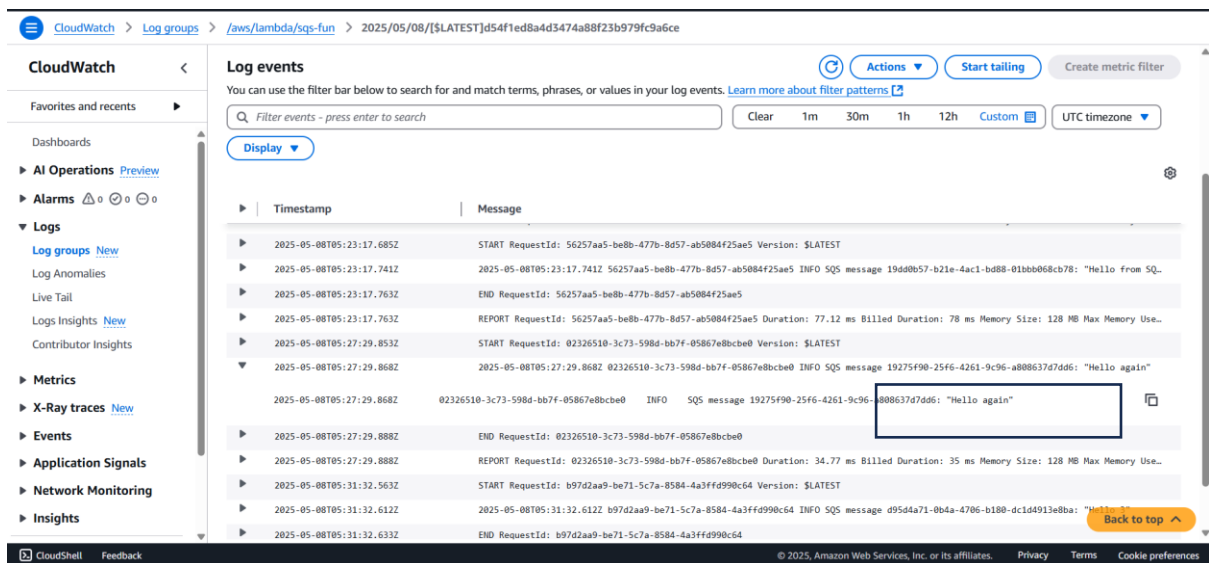 CloudWatch > Log groups > /aws/lambda/sqs-fun > 2025/05/08/[$LATEST]d54f1ed8a4d3474a88f23b979fc9a6ce
CloudWatch
Favorites and recents
Dashboards
AI Operations Preview
Alarms 0 0 0
Logs
Log groups New
Log Anomalies
Live Tail
Logs Insights New
Contributor Insights
Metrics
X-Ray traces New
Events
Application Signals
Network Monitoring
Insights
Log events
Actions
Start tailing
Create metric filter
You can use the filter bar below to search for and match terms, phrases, or values in your log events. Learn more about filter patterns
Filter events - press enter to search
Clear 1m 30m 1h 12h Custom
UTC timezone
Display
Timestamp Message
2025-05-08T05:23:17.685Z START RequestId: 56257aa5-be8b-477b-8d57-ab5084f25ae5 Version: $LATEST
2025-05-08T05:23:17.741Z 2025-05-08T05:23:17.741Z 56257aa5-be8b-477b-8d57-ab5084f25ae5 INFO SQS message 19dd0b57-b21e-4ac1-bd88-01bbb068cb78: "Hello from SQ…
2025-05-08T05:23:17.763Z END RequestId: 56257aa5-be8b-477b-8d57-ab5084f25ae5
2025-05-08T05:23:17.763Z REPORT RequestId: 56257aa5-be8b-477b-8d57-ab5084f25ae5 Duration: 77.12 ms Billed Duration: 78 ms Memory Size: 128 MB Max Memory Use…
2025-05-08T05:27:29.853Z START RequestId: 02326510-3c73-598d-bb7f-05867e8bcbe0 Version: $LATEST
2025-05-08T05:27:29.868Z 2025-05-08T05:27:29.868Z 02326510-3c73-598d-bb7f-05867e8bcbe0 INFO SQS message 19275f90-25f6-4261-9c96-a808637d7dd6: "Hello again"
2025-05-08T05:27:29.868Z 02326510-3c73-598d-bb7f-05867e8bcbe0 INFO SQS message 19275f90-25f6-4261-9c96-a808637d7dd6: "Hello again"
2025-05-08T05:27:29.888Z END RequestId: 02326510-3c73-598d-bb7f-05867e8bcbe0
2025-05-08T05:27:29.888Z REPORT RequestId: 02326510-3c73-598d-bb7f-05867e8bcbe0 Duration: 34.77 ms Billed Duration: 35 ms Memory Size: 128 MB Max Memory Use…
2025-05-08T05:31:32.563Z START RequestId: b97d2aa9-be71-5c7a-8584-4a3ffd990c64 Version: $LATEST
2025-05-08T05:31:32.612Z 2025-05-08T05:31:32.612Z b97d2aa9-be71-5c7a-8584-4a3ffd990c64 INFO SQS message d95d4a71-0b4a-4706-b180-dc1d4913e8ba:
2025-05-08T05:31:32.633Z END RequestId: b97d2aa9-be71-5c7a-8584-4a3ffd990c64
Back to top
CloudShell Feedback © 2025, Amazon Web Services, Inc. or its affiliates. Privacy Terms Cookie preferences